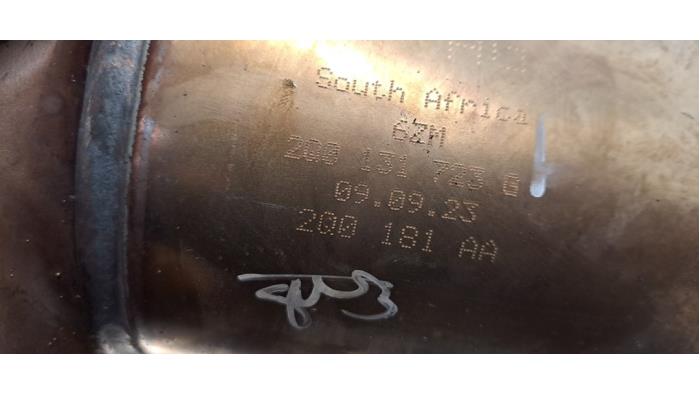 South Africa
6ZM
2Q0 131 723 G
09.09.23
2Q0 181 AA